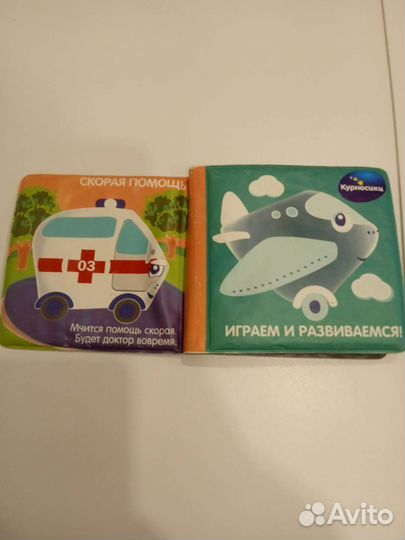 СКОРАЯ ПОМОЩЬ
03
Мчится помощь скорая.
Будет доктор вовремя.
Курносики
ИГРАЕМ И РАЗВИВАЕМСЯ!
Avito